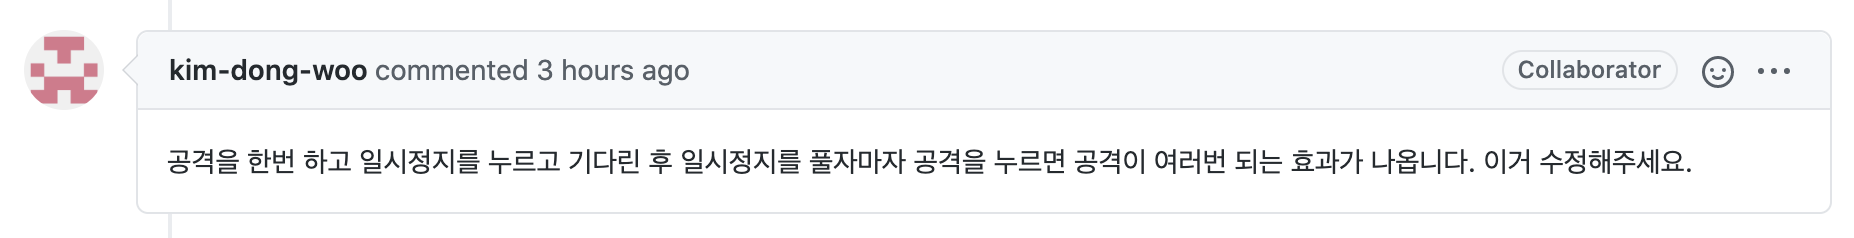 kim-dong-woo commented 3 hours ago Collaborator
공격을 한번 하고 일시정지를 누르고 기다린 후 일시정지를 풀자마자 공격을 누르면 공격이 여러번 되는 효과가 나옵니다. 이거 수정해주세요.